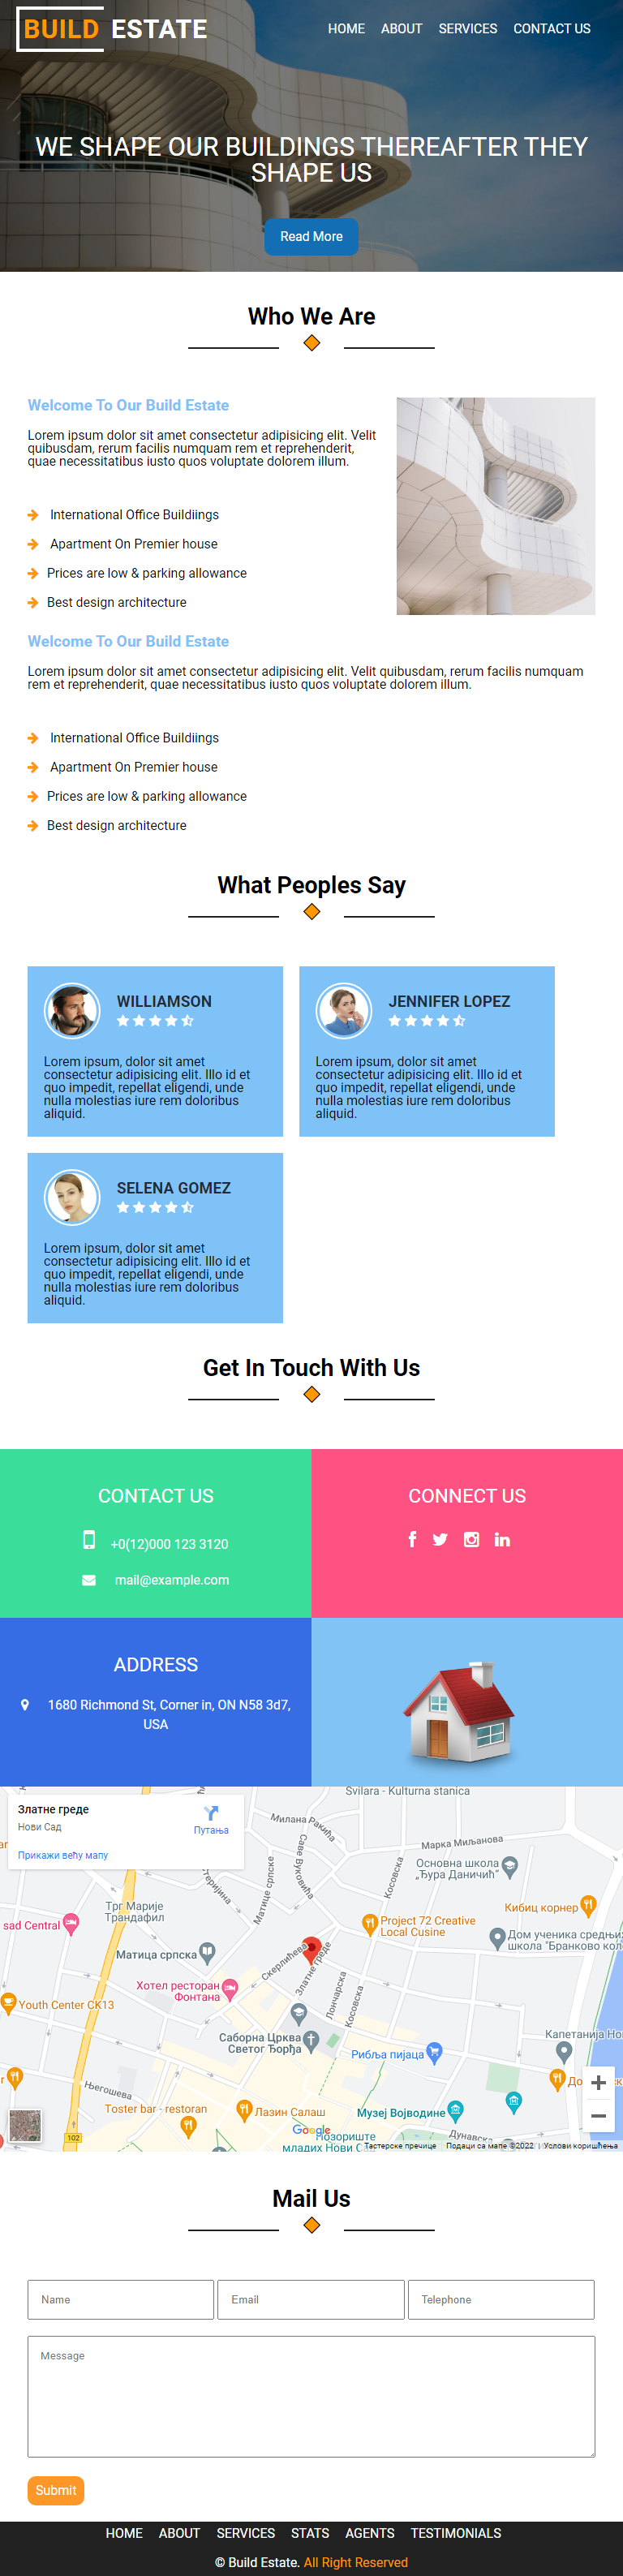 BUILD ESTATE
HOME ABOUT SERVICES CONTACT US
WE SHAPE OUR BUILDINGS THEREAFTER THEY
SHAPE US
Read More
Who We Are
Welcome To Our Build Estate
Lorem ipsum dolor sit amet consectetur adipisicing elit. Velit
quibusdam, rerum facilis numquam rem et reprehenderit,
quae necessitatibus iusto quos voluptate dolorem illum.
International Office Buildiings
Apartment On Premier house
Prices are low & parking allowance
Best design architecture
Welcome To Our Build Estate
Lorem ipsum dolor sit amet consectetur adipisicing elit. Velit quibusdam, rerum facilis numquam
rem et reprehenderit, quae necessitatibus iusto quos voluptate dolorem illum.
International Office Buildiings
Apartment On Premier house
Prices are low & parking allowance
Best design architecture
What Peoples Say
WILLIAMSON
Lorem ipsum, dolor sit amet
consectetur adipisicing elit. Illo id et
quo impedit, repellat eligendi, unde
nulla molestias iure rem doloribus
aliquid.
JENNIFER LOPEZ
Lorem ipsum, dolor sit amet
consectetur adipisicing elit. Illo id et
quo impedit, repellat eligendi, unde
nulla molestias iure rem doloribus
aliquid.
SELENA GOMEZ
Lorem ipsum, dolor sit amet
consectetur adipisicing elit. Illo id et
quo impedit, repellat eligendi, unde
nulla molestias iure rem doloribus
aliquid.
Get In Touch With Us
CONTACT US
+0(12)000 123 3120
mail@example.com
CONNECT US
ADDRESS
1680 Richmond St, Corner in, ON N58 3d7,
USA
Златне греде
Нови Сад
Путања
Прикажи већу мапу
Svilara - Kulturna stanica
Милана Ракића
Саве Вуковића
Марка Миљанова
Основна школа
„Ђура Даничић“
Косовска
Матице српске
Трг Марије
Трандафил
Кибиц корнер
sad Central
Project 72 Creative
Local Cusine
Дом ученика средњих
школа "Бранково кол
Матица српска
Скерлићева
Златне греде
Хотел ресторан
Фонтана
Лончарска
Косовска
Youth Center CK13
Саборна Црква
Светог Ђорђа
Капетанија Но
Рибља пијаца
Његошева
Toster bar - restoran
Лазин Салаш
Музеј Војводине
Дунавска
102
Google
Позориште
младих Нови С
Тастерске пречице
Подаци са мапе ©2022
Услови коришћења
Mail Us
Name
Email
Telephone
Message
Submit
HOME ABOUT SERVICES STATS AGENTS TESTIMONIALS
© Build Estate. All Right Reserved